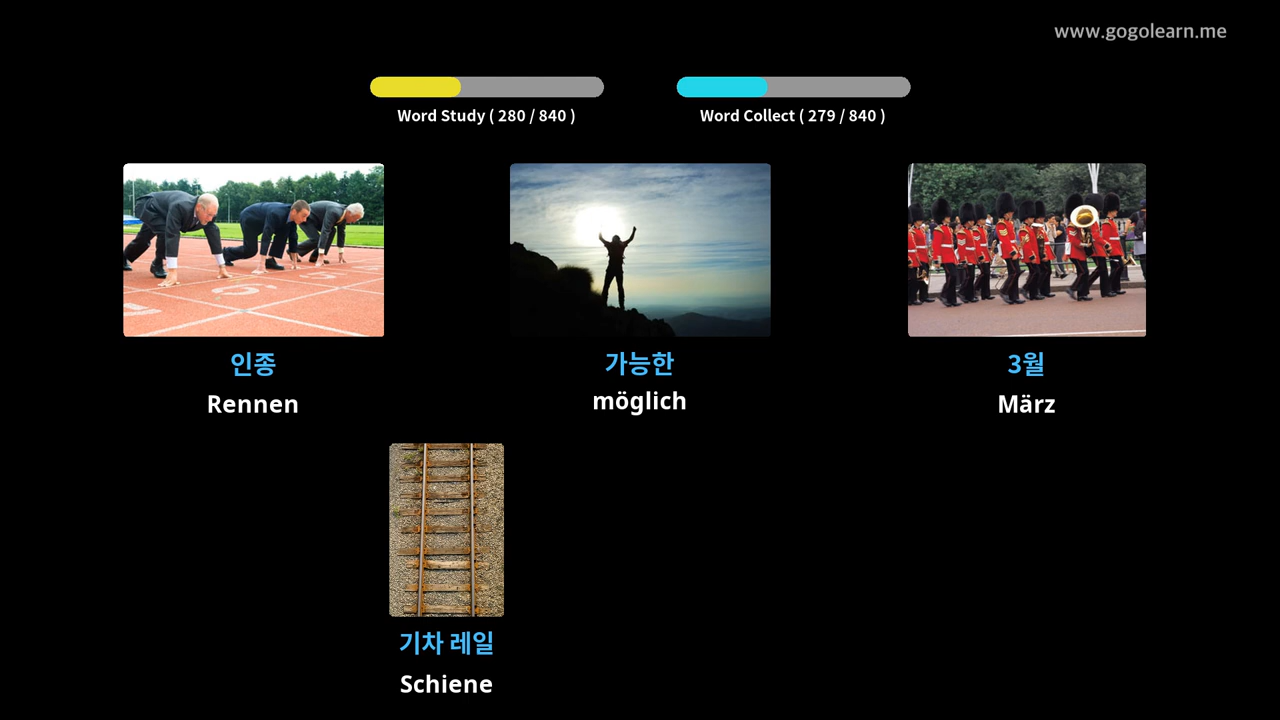 www.gogolearn.me
Word Study ( 280 / 840 )
Word Collect ( 279 / 840 )
인종
Rennen
가능한
möglich
3월
März
기차 레일
Schiene